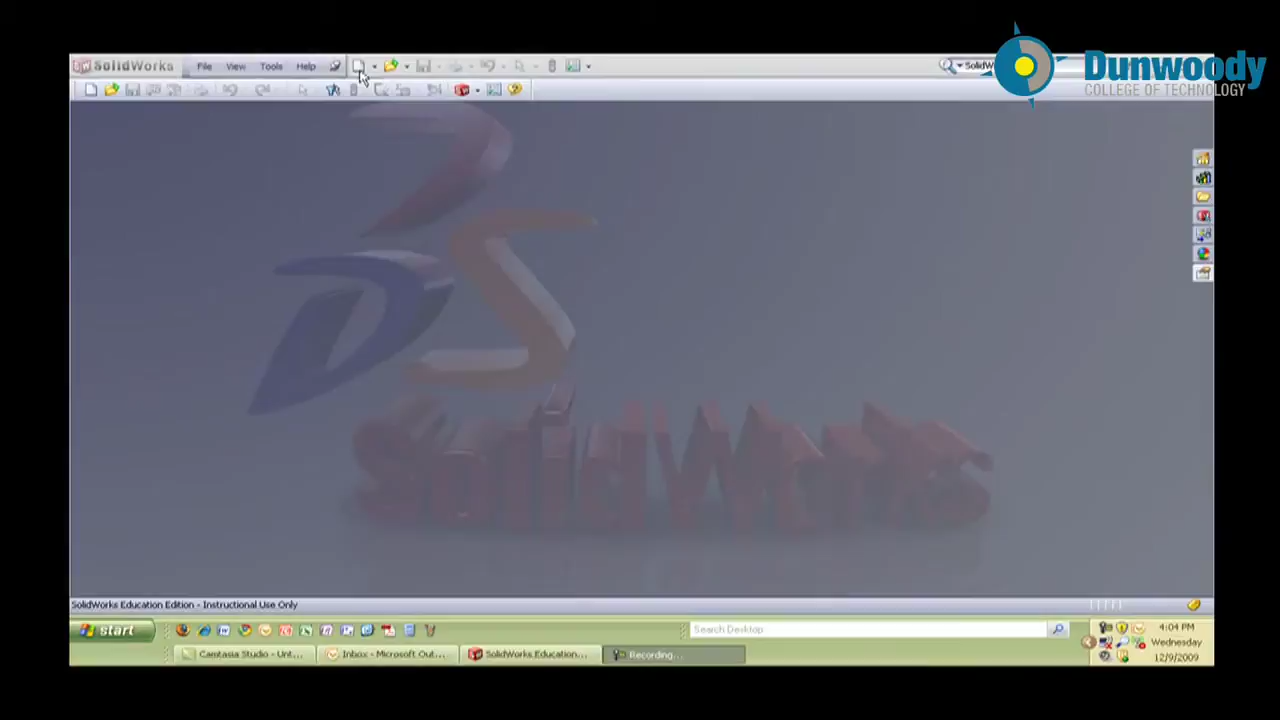 SolidWorks File View Tools Help SolidW
Dunwoody
COLLEGE OF TECHNOLOGY
SolidWorks
SolidWorks Education Edition - Instructional Use Only
start Search Desktop 4:04 PM
Wednesday
Camtasia Studio - Unt... Inbox - Microsoft Out... SolidWorks Education... Recording... 12/9/2009